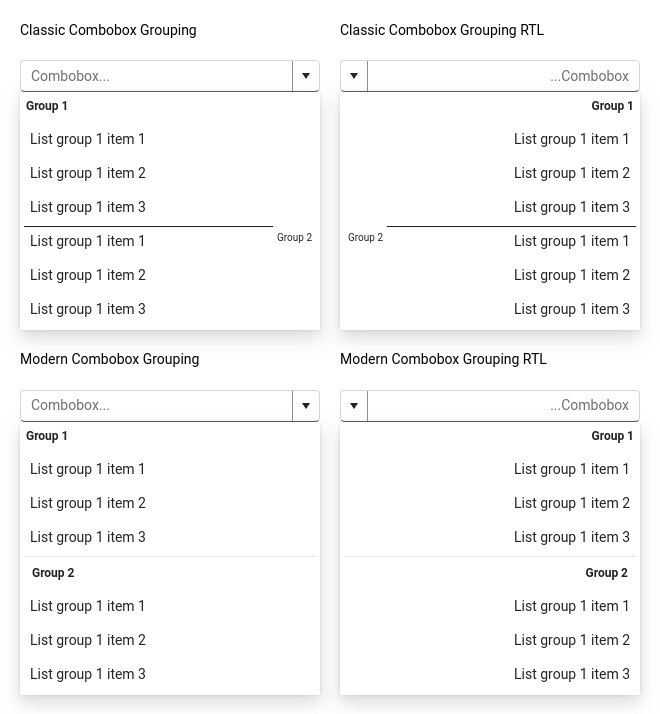 Classic Combobox Grouping
Combobox...
Group 1
List group 1 item 1
List group 1 item 2
List group 1 item 3
Group 2
List group 1 item 1
List group 1 item 2
List group 1 item 3
Classic Combobox Grouping RTL
...Combobox
Group 1
List group 1 item 1
List group 1 item 2
List group 1 item 3
Group 2
List group 1 item 1
List group 1 item 2
List group 1 item 3
Modern Combobox Grouping
Combobox...
Group 1
List group 1 item 1
List group 1 item 2
List group 1 item 3
Group 2
List group 1 item 1
List group 1 item 2
List group 1 item 3
Modern Combobox Grouping RTL
...Combobox
Group 1
List group 1 item 1
List group 1 item 2
List group 1 item 3
Group 2
List group 1 item 1
List group 1 item 2
List group 1 item 3